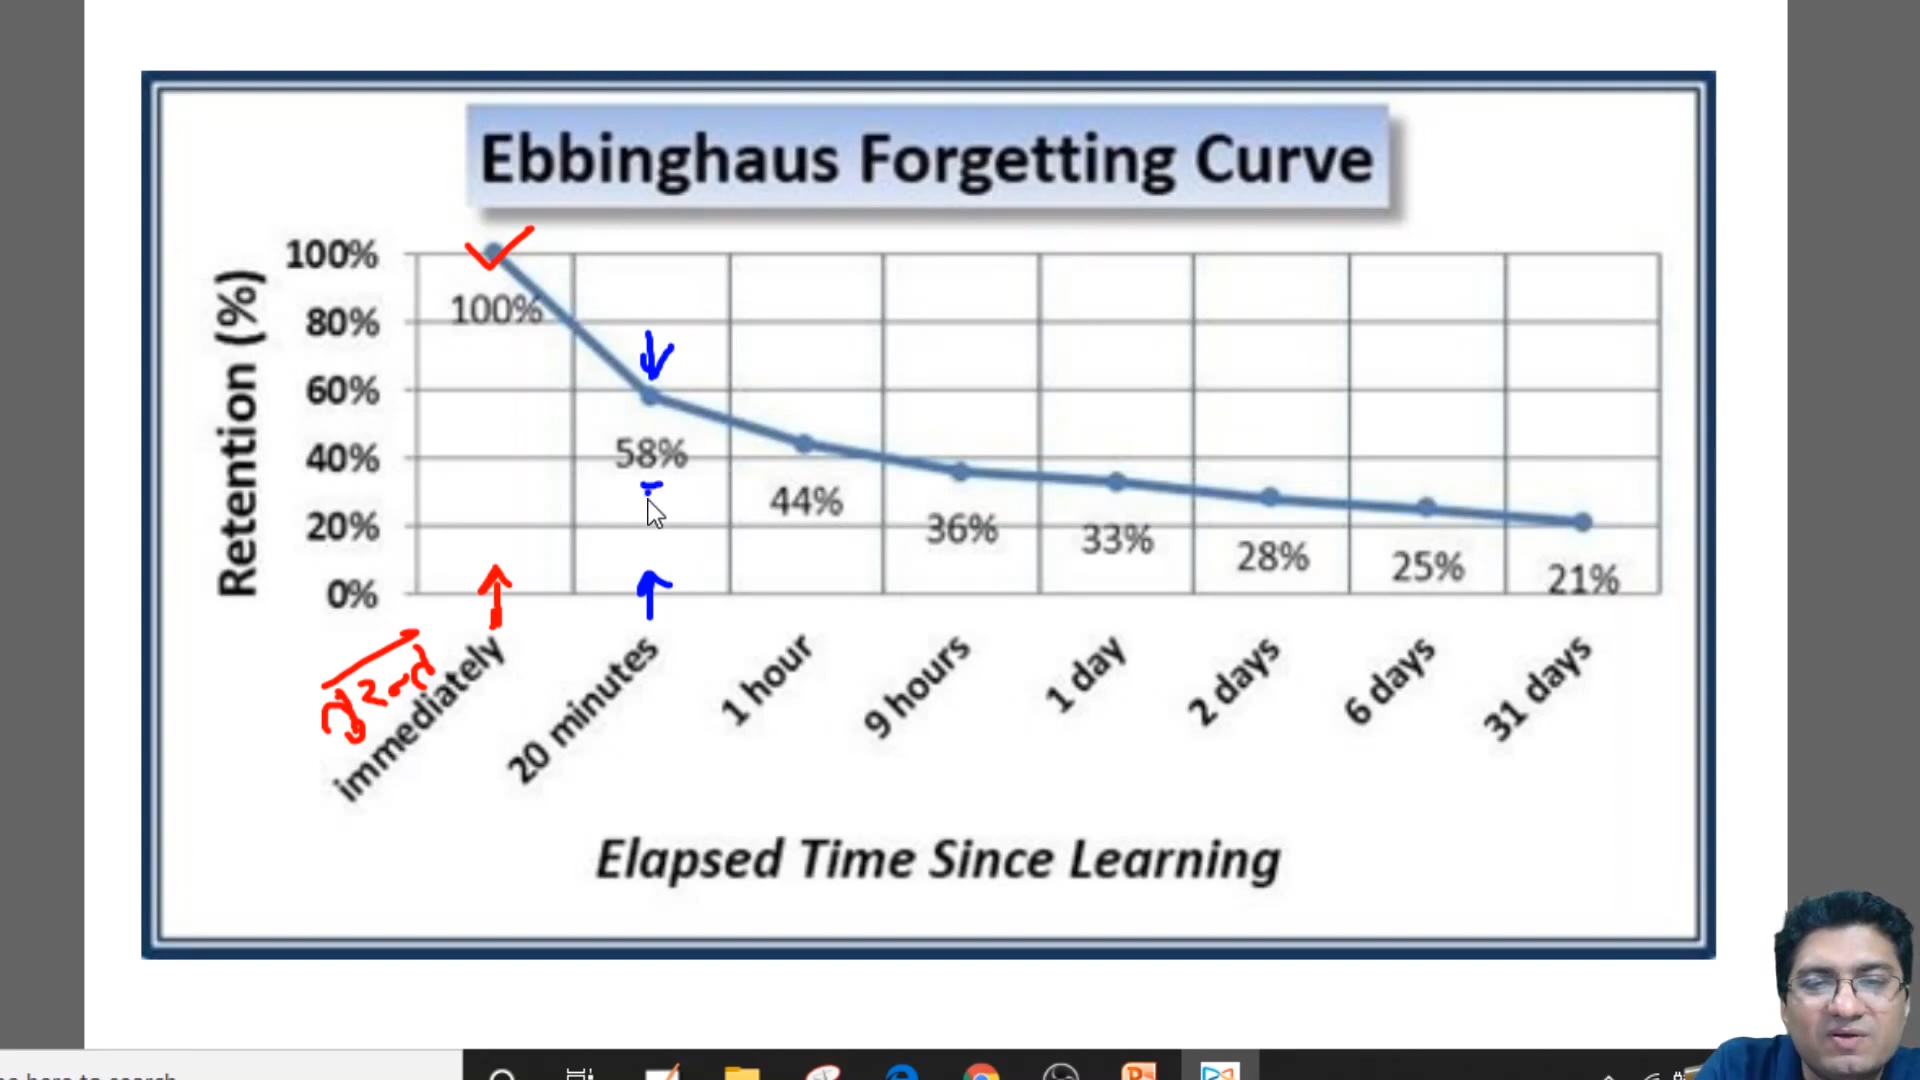 Ebbinghaus Forgetting Curve
Retention (%)
100%
80%
60%
40%
20%
0%
100%
58%
44%
36%
33%
28%
25%
21%
immediately
20 minutes
1 hour
9 hours
1 day
2 days
6 days
31 days
Elapsed Time Since Learning